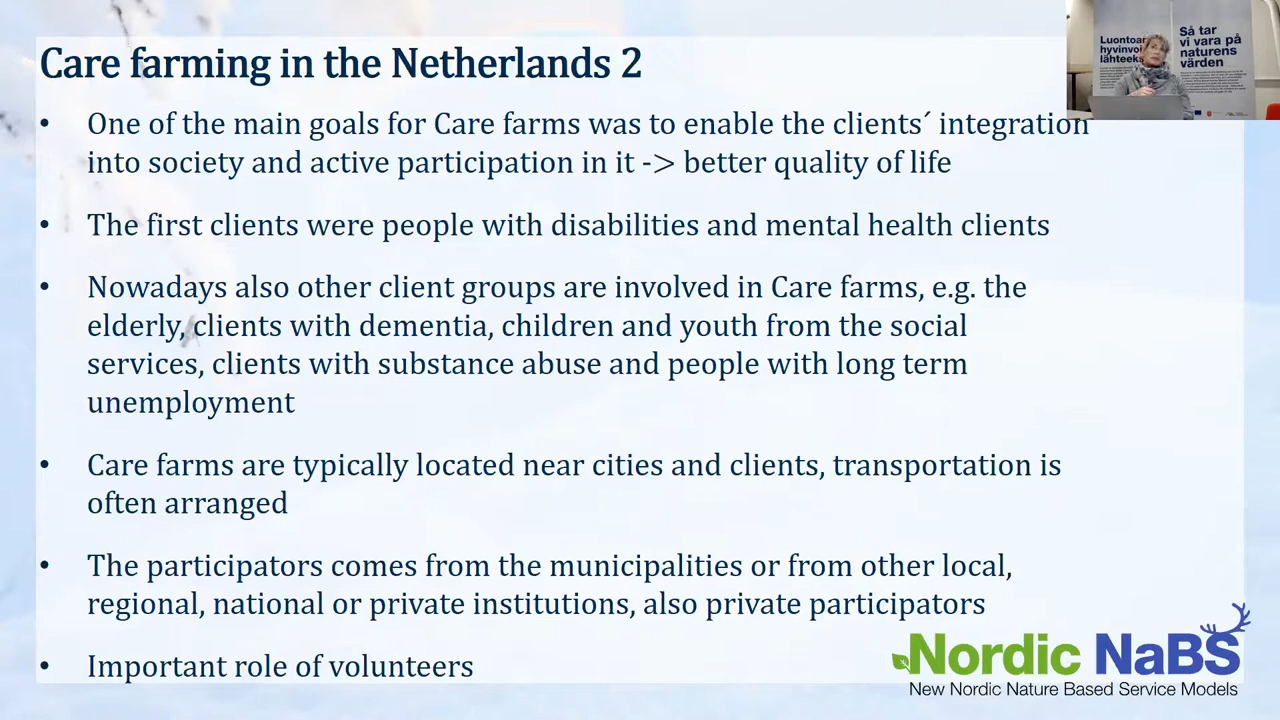 Care farming in the Netherlands 2
• One of the main goals for Care farms was to enable the clients´ integration
into society and active participation in it -> better quality of life
• The first clients were people with disabilities and mental health clients
• Nowadays also other client groups are involved in Care farms, e.g. the
elderly, clients with dementia, children and youth from the social
services, clients with substance abuse and people with long term
unemployment
• Care farms are typically located near cities and clients, transportation is
often arranged
• The participators comes from the municipalities or from other local,
regional, national or private institutions, also private participators
• Important role of volunteers
Luontoar
hyvinvoi
lähteeks
Så tar
vi vara på
naturens
värden
Nordic NaBS
New Nordic Nature Based Service Models